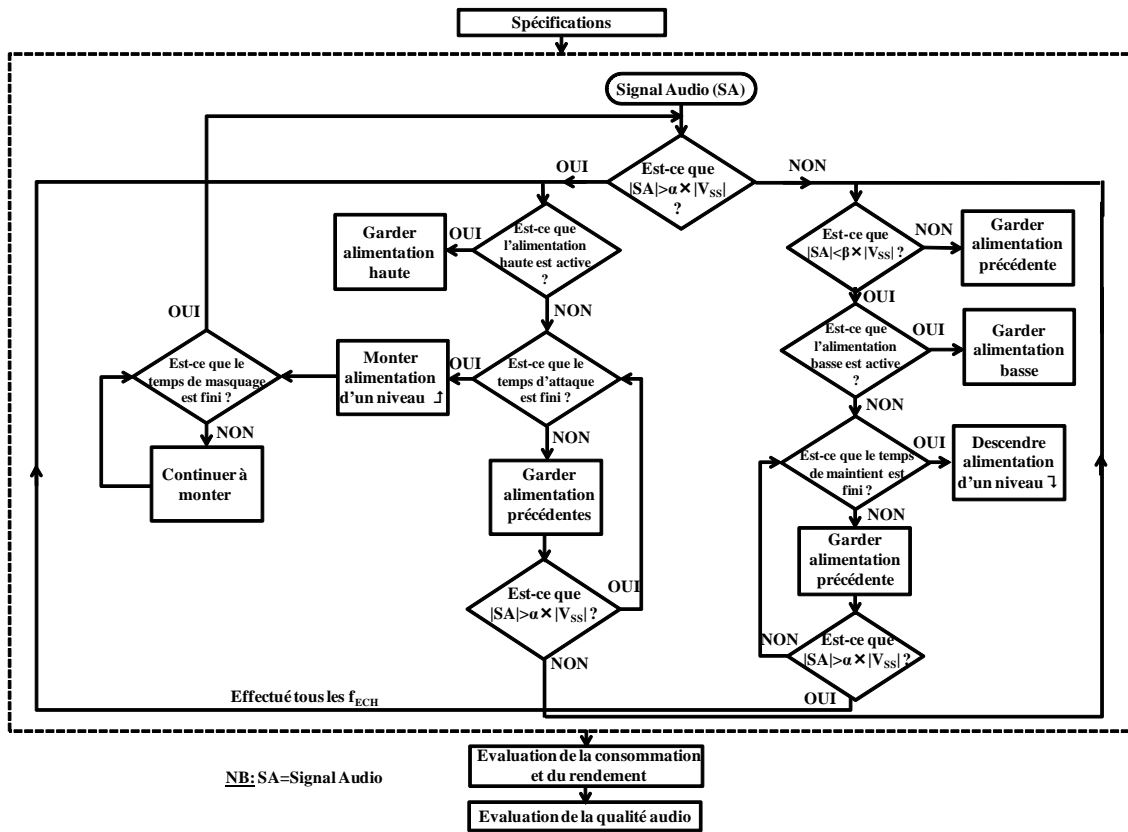 Spécifications
Signal Audio (SA)
Est-ce que
|SA|>α×|VSS|
?
OUI
NON
Est-ce que
l'alimentation
haute est active
?
OUI
Garder
alimentation
haute
NON
Est-ce que
|SA|<β×|VSS| ?
NON
Garder
alimentation
précédente
OUI
Est-ce que
l'alimentation
basse est active
?
OUI
Garder
alimentation
basse
NON
OUI
Est-ce que le
temps de masquage
est fini ?
NON
Continuer à
monter
Monter
alimentation
d'un niveau
OUI
Est-ce que le
temps d'attaque
est fini ?
NON
Garder
alimentation
précédentes
Est-ce que
|SA|>α×|VSS| ?
OUI
NON
Est-ce que le temps
de maintient est
fini ?
OUI
Descendre
alimentation
d'un niveau
NON
Garder
alimentation
précédente
Est-ce que
|SA|>α×|VSS| ?
NON
OUI
Effectué tous les fECH
Evaluation de la consommation
et du rendement
NB: SA=Signal Audio
Evaluation de la qualité audio